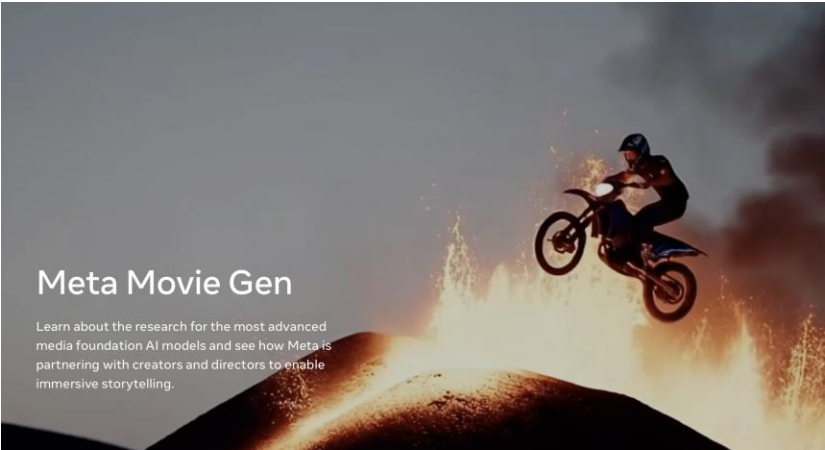 Meta Movie Gen
Learn about the research for the most advanced
media foundation AI models and see how Meta is
partnering with creators and directors to enable
immersive storytelling.